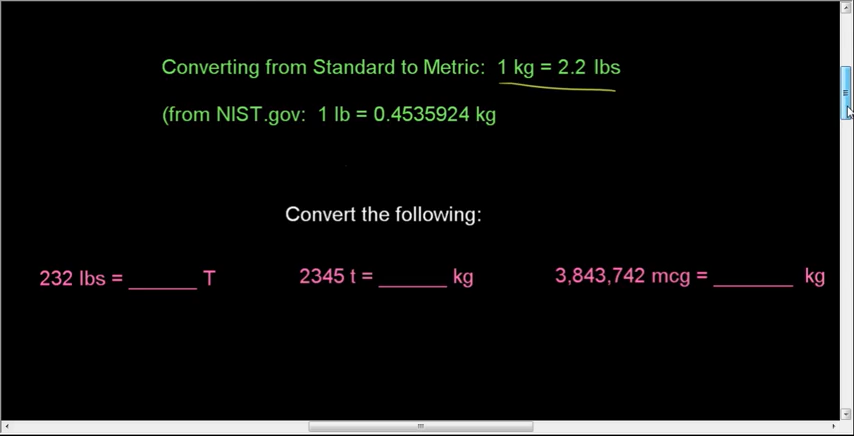 Converting from Standard to Metric:  1 kg = 2.2 lbs
(from NIST.gov:  1 lb = 0.4535924 kg
Convert the following:
232 lbs = ______ T
2345 t = ______ kg
3,843,742 mcg = _______ kg